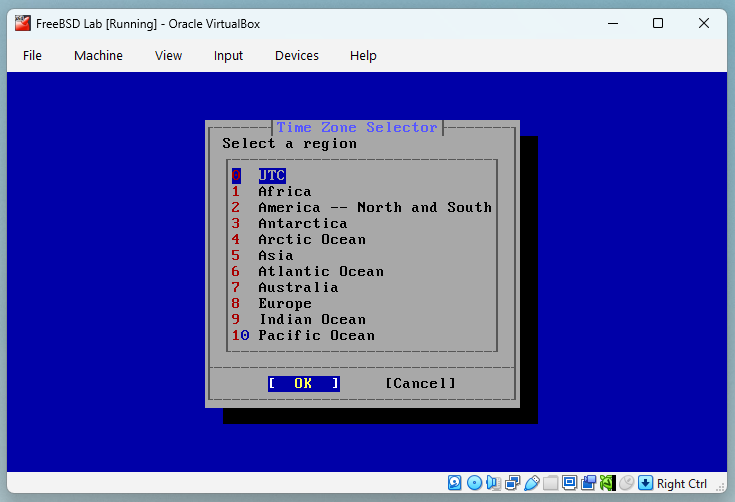 FreeBSD Lab [Running] - Oracle VirtualBox
File Machine View Input Devices Help
Time Zone Selector
Select a region
0 UTC
1 Africa
2 America -- North and South
3 Antarctica
4 Arctic Ocean
5 Asia
6 Atlantic Ocean
7 Australia
8 Europe
9 Indian Ocean
10 Pacific Ocean
[ OK ] [Cancel]
Right Ctrl